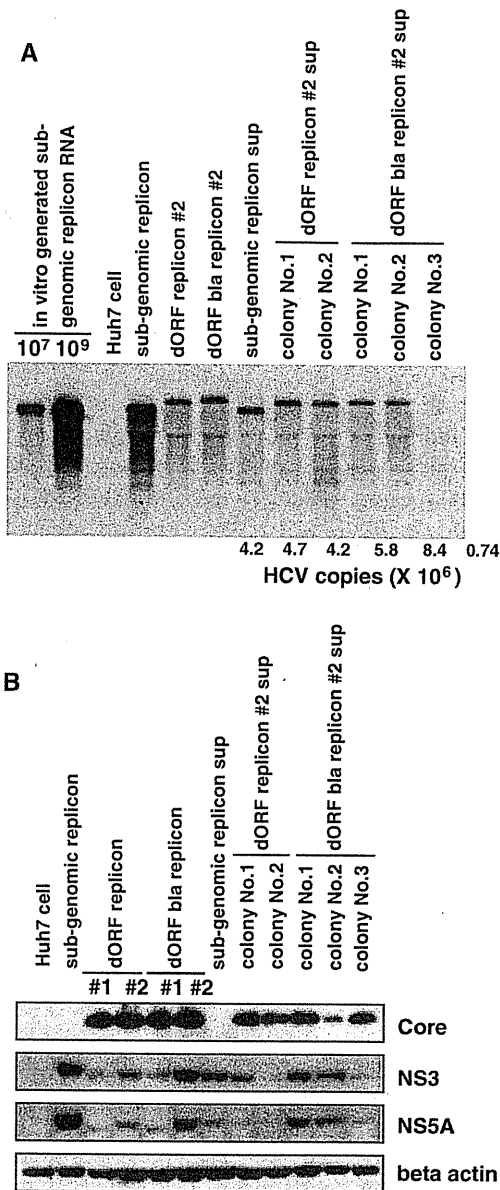 A
in vitro generated sub-
genomic replicon RNA
10⁷ 10⁹
Huh7 cell
sub-genomic replicon
dORF replicon #2
dORF bla replicon #2
sub-genomic replicon sup
dORF replicon #2 sup
colony No.1
colony No.2
dORF bla replicon #2 sup
colony No.1
colony No.2
colony No.3
4.2 4.7 4.2 5.8 8.4 0.74
HCV copies (X 10⁶)
B
Huh7 cell
sub-genomic replicon
dORF replicon
#1 #2
dORF bla replicon
#1 #2
sub-genomic replicon sup
dORF replicon #2 sup
colony No.1
colony No.2
dORF bla replicon #2 sup
colony No.1
colony No.2
colony No.3
Core
NS3
NS5A
beta actin